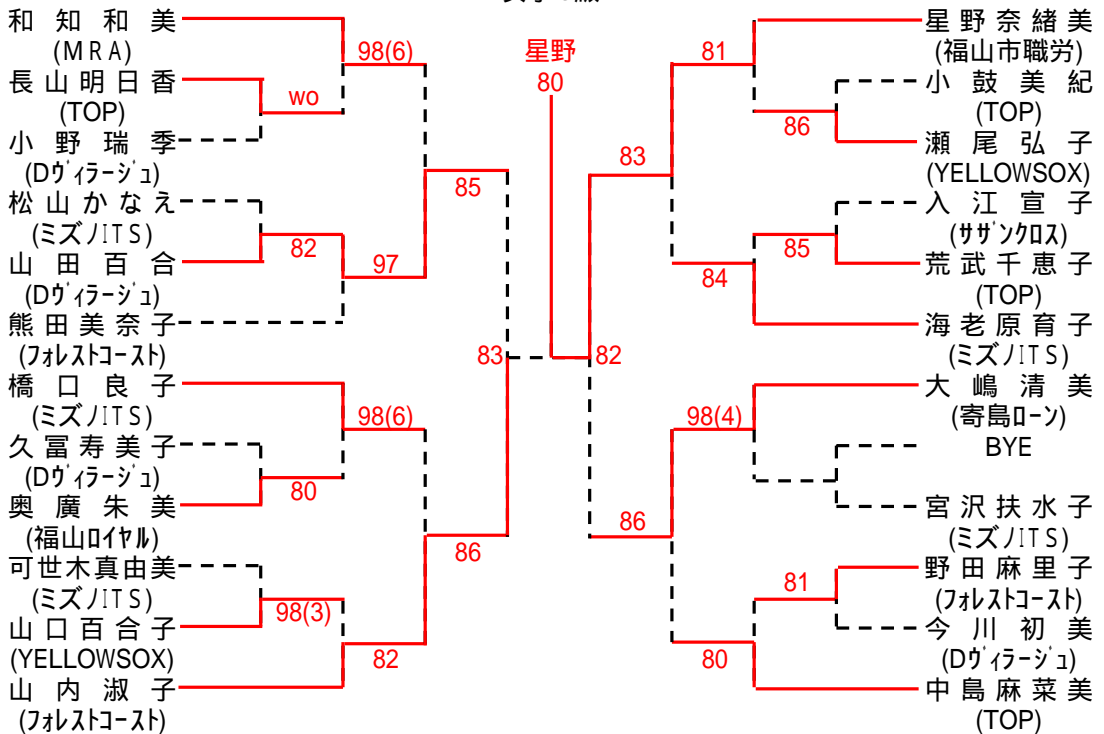 和知和美
(MRA)
長山明日香
(TOP)
小野瑞季
(Dヴィラージュ)
松山かなえ
(ミズノITS)
山田百合
(Dヴィラージュ)
熊田美奈子
(フォレストコースト)
橋口良子
(ミズノITS)
久冨寿美子
(Dヴィラージュ)
奥廣朱美
(福山ロイヤル)
可世木真由美
(ミズノITS)
山口百合子
(YELLOWSOX)
山内淑子
(フォレストコースト)
98(6)
wo
82
97
98(6)
80
98(3)
82
85
86
83
星野
80
82
83
86
81
84
98(4)
80
86
85
81
星野奈緒美
(福山市職労)
小鼓美紀
(TOP)
瀬尾弘子
(YELLOWSOX)
入江宣子
(サザンクロス)
荒武千恵子
(TOP)
海老原育子
(ミズノITS)
大嶋清美
(寄島ローン)
BYE
宮沢扶水子
(ミズノITS)
野田麻里子
(フォレストコースト)
今川初美
(Dヴィラージュ)
中島麻菜美
(TOP)